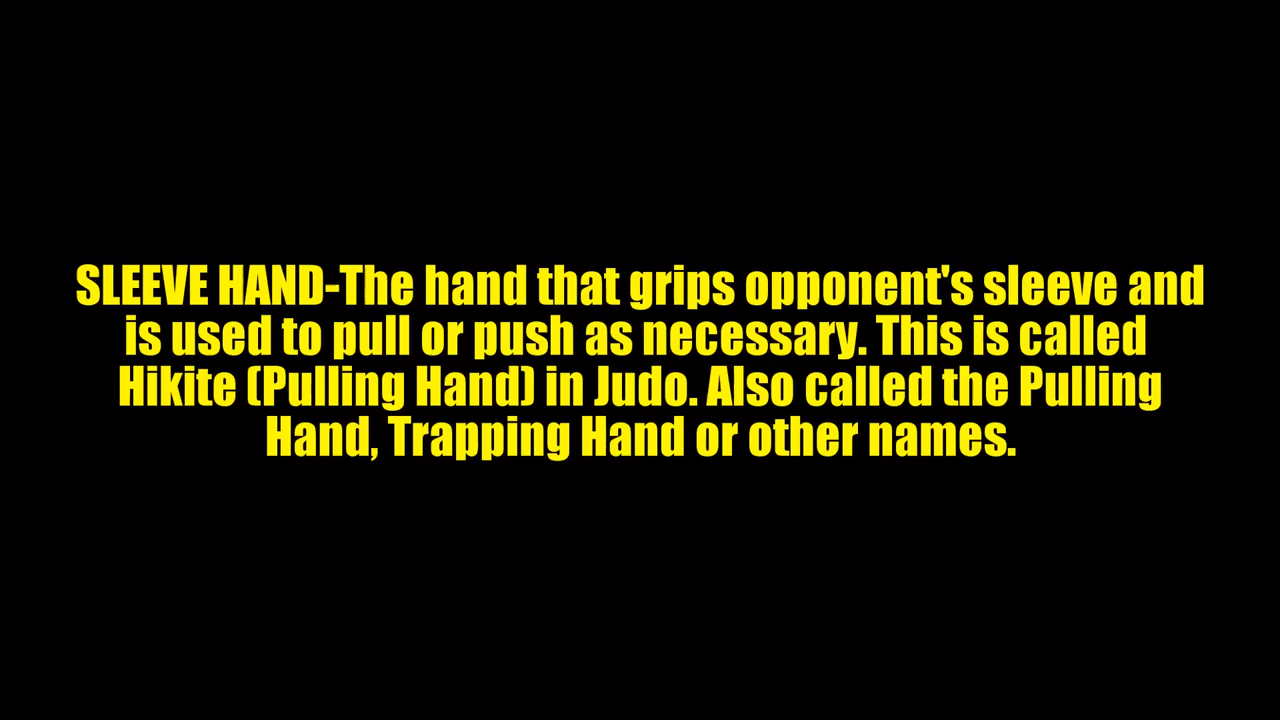 SLEEVE HAND-The hand that grips opponent's sleeve and
is used to pull or push as necessary. This is called
Hikite (Pulling Hand) in Judo. Also called the Pulling
Hand, Trapping Hand or other names.